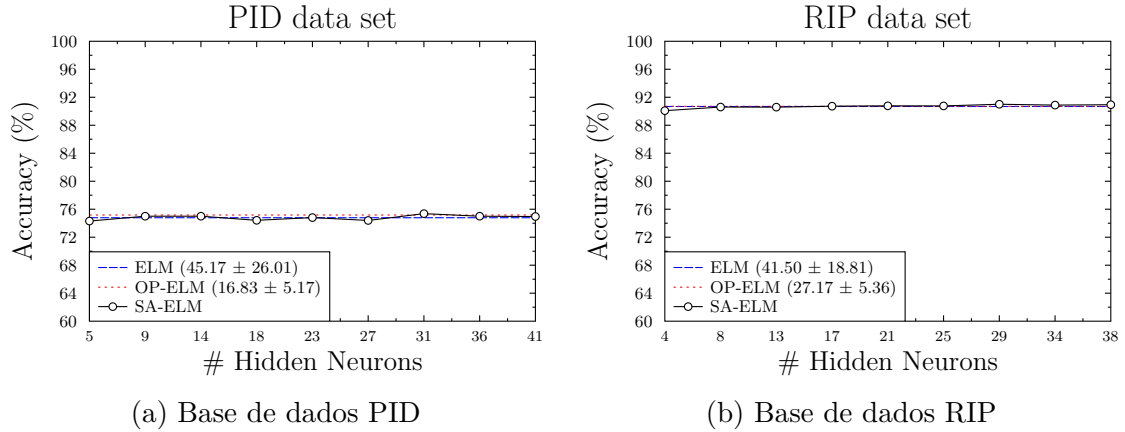 PID data set
100
96
92
88
84
80
76
72
68
64
60
Accuracy (%)
ELM (45.17 ± 26.01)
OP-ELM (16.83 ± 5.17)
SA-ELM
5 9 14 18 23 27 31 36 41
# Hidden Neurons
(a) Base de dados PID
RIP data set
100
96
92
88
84
80
76
72
68
64
60
Accuracy (%)
ELM (41.50 ± 18.81)
OP-ELM (27.17 ± 5.36)
SA-ELM
4 8 13 17 21 25 29 34 38
# Hidden Neurons
(b) Base de dados RIP